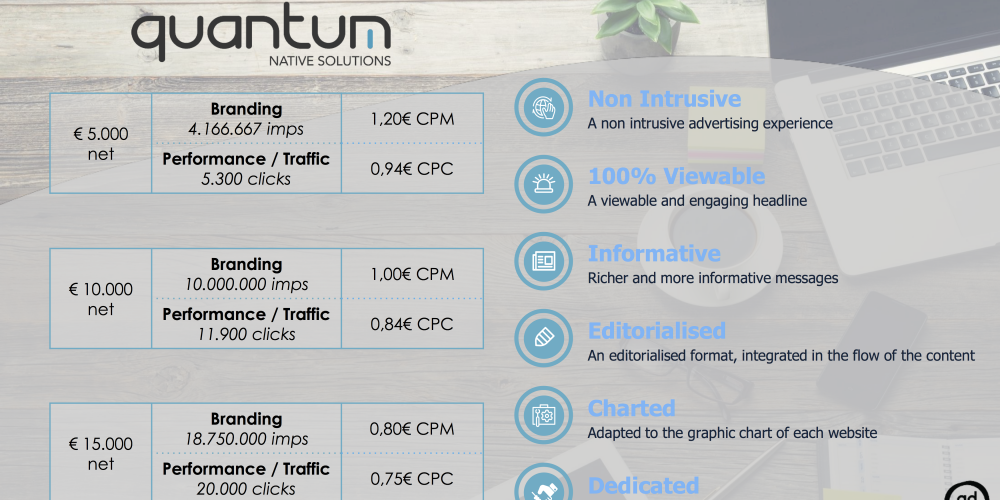 quantum
NATIVE SOLUTIONS
€ 5.000
net
Branding
4.166.667 imps
1,20€ CPM
Performance / Traffic
5.300 clicks
0,94€ CPC
€ 10.000
net
Branding
10.000.000 imps
1,00€ CPM
Performance / Traffic
11.900 clicks
0,84€ CPC
€ 15.000
net
Branding
18.750.000 imps
0,80€ CPM
Performance / Traffic
20.000 clicks
0,75€ CPC
Non Intrusive
A non intrusive advertising experience
100% Viewable
A viewable and engaging headline
Informative
Richer and more informative messages
Editorialised
An editorialised format, integrated in the flow of the content
Charted
Adapted to the graphic chart of each website
Dedicated
ad